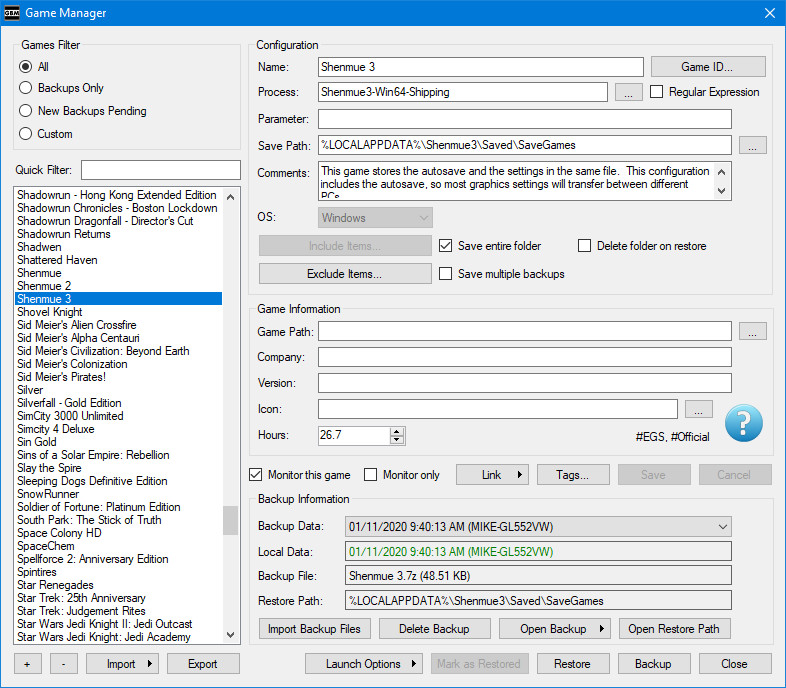 GBM Game Manager
Games Filter
All
Backups Only
New Backups Pending
Custom
Quick Filter:
Shadowrun - Hong Kong Extended Edition
Shadowrun Chronicles - Boston Lockdown
Shadowrun Dragonfall - Director's Cut
Shadowrun Returns
Shadwen
Shattered Haven
Shenmue
Shenmue 2
Shenmue 3
Shovel Knight
Sid Meier's Alien Crossfire
Sid Meier's Alpha Centauri
Sid Meier's Civilization: Beyond Earth
Sid Meier's Colonization
Sid Meier's Pirates!
Silver
Silverfall - Gold Edition
SimCity 3000 Unlimited
Simcity 4 Deluxe
Sin Gold
Sins of a Solar Empire: Rebellion
Slay the Spire
Sleeping Dogs Definitive Edition
SnowRunner
Soldier of Fortune: Platinum Edition
South Park: The Stick of Truth
Space Colony HD
SpaceChem
Spellforce 2: Anniversary Edition
Spintires
Star Renegades
Star Trek: 25th Anniversary
Star Trek: Judgement Rites
Star Wars Jedi Knight II: Jedi Outcast
Star Wars Jedi Knight: Jedi Academy
+ - Import Export
Configuration
Name: Shenmue 3 Game ID...
Process: Shenmue3-Win64-Shipping ... Regular Expression
Parameter:
Save Path: %LOCALAPPDATA%\Shenmue3\Saved\SaveGames ...
Comments: This game stores the autosave and the settings in the same file. This configuration
includes the autosave, so most graphics settings will transfer between different
PCs.
OS: Windows
Include Items... Save entire folder Delete folder on restore
Exclude Items... Save multiple backups
Game Information
Game Path: ...
Company:
Version:
Icon: ...
Hours: 26.7 #EGS, #Official
?
Monitor this game Monitor only Link Tags... Save Cancel
Backup Information
Backup Data: 01/11/2020 9:40:13 AM (MIKE-GL552VW)
Local Data: 01/11/2020 9:40:13 AM (MIKE-GL552VW)
Backup File: Shenmue 3.7z (48.51 KB)
Restore Path: %LOCALAPPDATA%\Shenmue3\Saved\SaveGames
Import Backup Files Delete Backup Open Backup Open Restore Path
Launch Options Mark as Restored Restore Backup Close